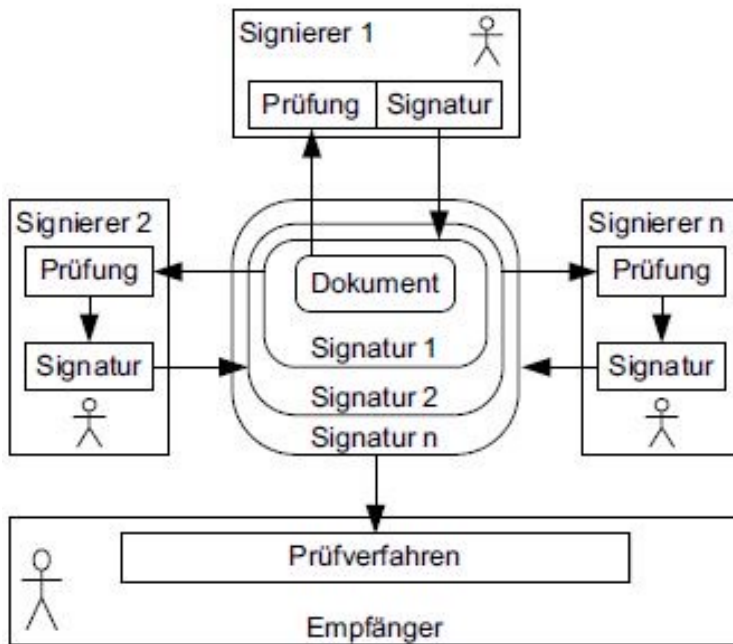 Signierer 1
Prüfung Signatur
Signierer 2
Prüfung
Signatur
Dokument
Signatur 1
Signatur 2
Signatur n
Signierer n
Prüfung
Signatur
Prüfverfahren
Empfänger